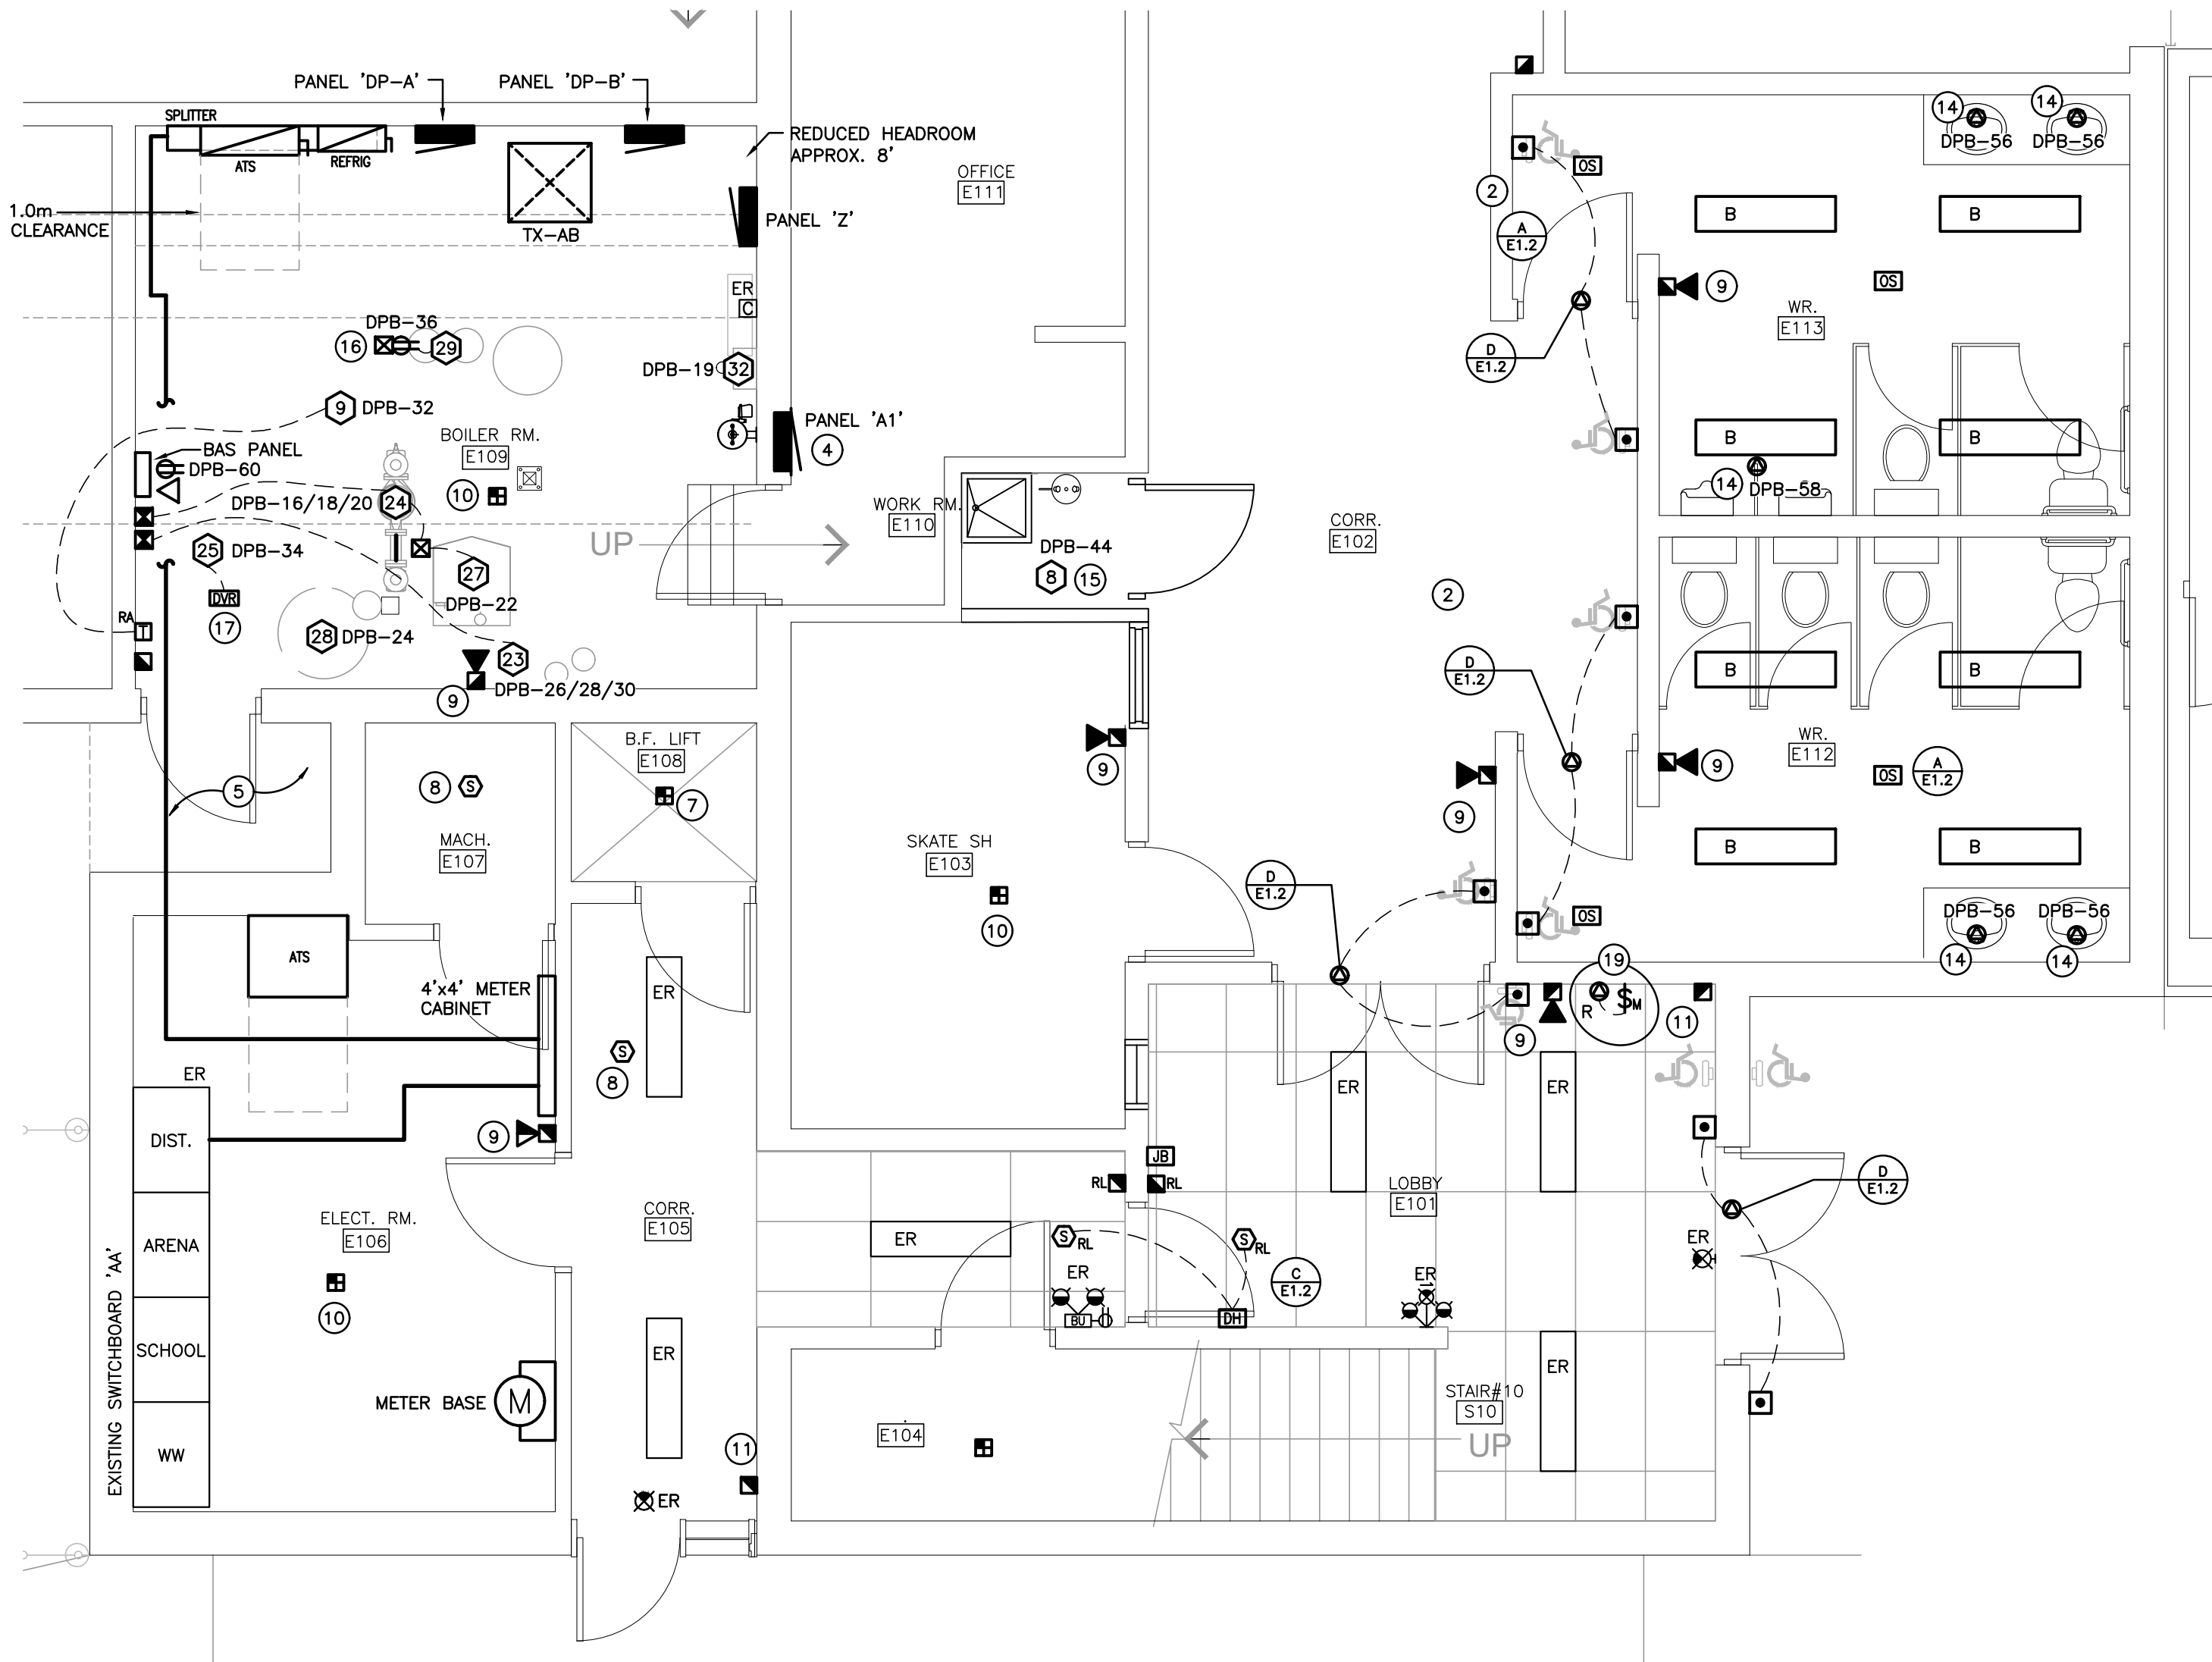 PANEL 'DP-A'
PANEL 'DP-B'
SPLITTER
ATS
REFRIG
REDUCED HEADROOM
APPROX. 8'
1.0m
CLEARANCE
TX-AB
PANEL 'Z'
OFFICE
E111
ER
C
DPB-36
16
29
DPB-19
32
9
DPB-32
PANEL 'A1'
4
BOILER RM.
E109
BAS PANEL
DPB-60
DPB-16/18/20
24
10
25
DPB-34
UP
WORK RM.
E110
DPB-44
8
15
27
DPB-22
DVR
17
RA
T
28
DPB-24
23
DPB-26/28/30
9
CORR.
E102
2
A
E1.2
D
E1.2
OS
14
DPB-56
14
DPB-56
B
B
OS
9
WR.
E113
B
B
14
DPB-58
2
D
E1.2
B
B
9
WR.
E112
OS
A
E1.2
B
B
OS
DPB-56
DPB-56
14
14
5
8
S
MACH.
E107
B.F. LIFT
E108
7
SKATE SH
E103
10
9
9
D
E1.2
19
R
$M
11
9
ATS
4'x4' METER
CABINET
ER
S
8
ER
DIST.
ARENA
SCHOOL
WW
EXISTING SWITCHBOARD 'AA'
9
ELECT. RM.
E106
10
METER BASE
M
CORR.
E105
ER
11
ER
ER
ER
JB
RL
RL
LOBBY
E101
ER
S
RL
S
RL
ER
BU
DH
C
E1.2
ER
ER
D
E1.2
ER
STAIR#10
S10
UP
E104